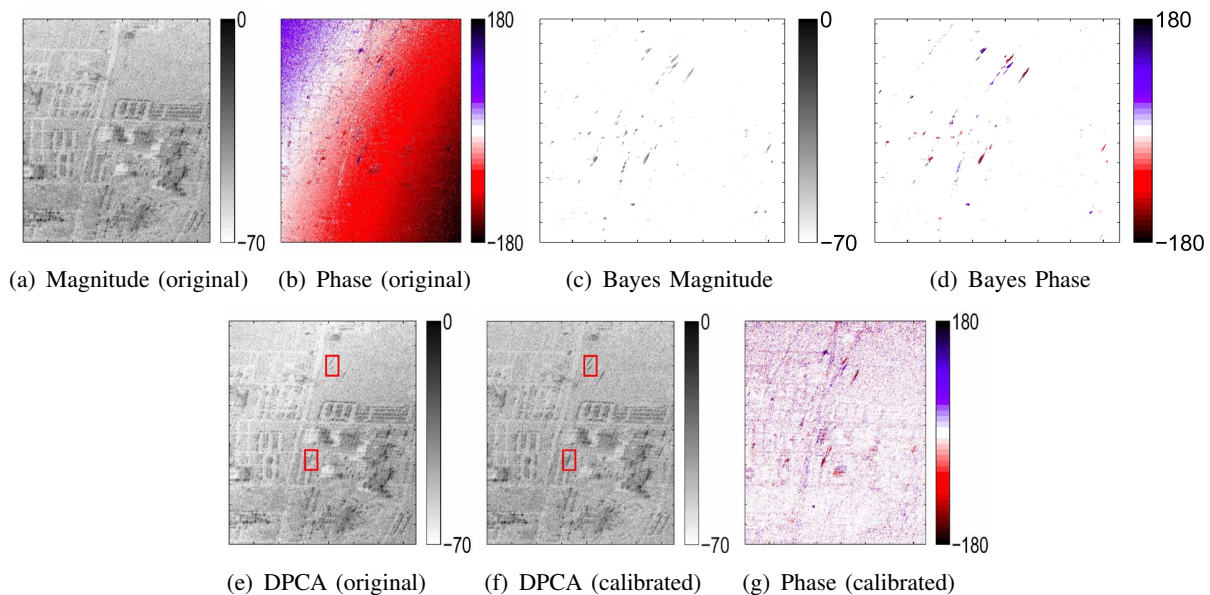 0
−70
180
−180
0
−70
180
−180
(a) Magnitude (original)
(b) Phase (original)
(c) Bayes Magnitude
(d) Bayes Phase
0
−70
0
−70
180
−180
(e) DPCA (original)
(f) DPCA (calibrated)
(g) Phase (calibrated)